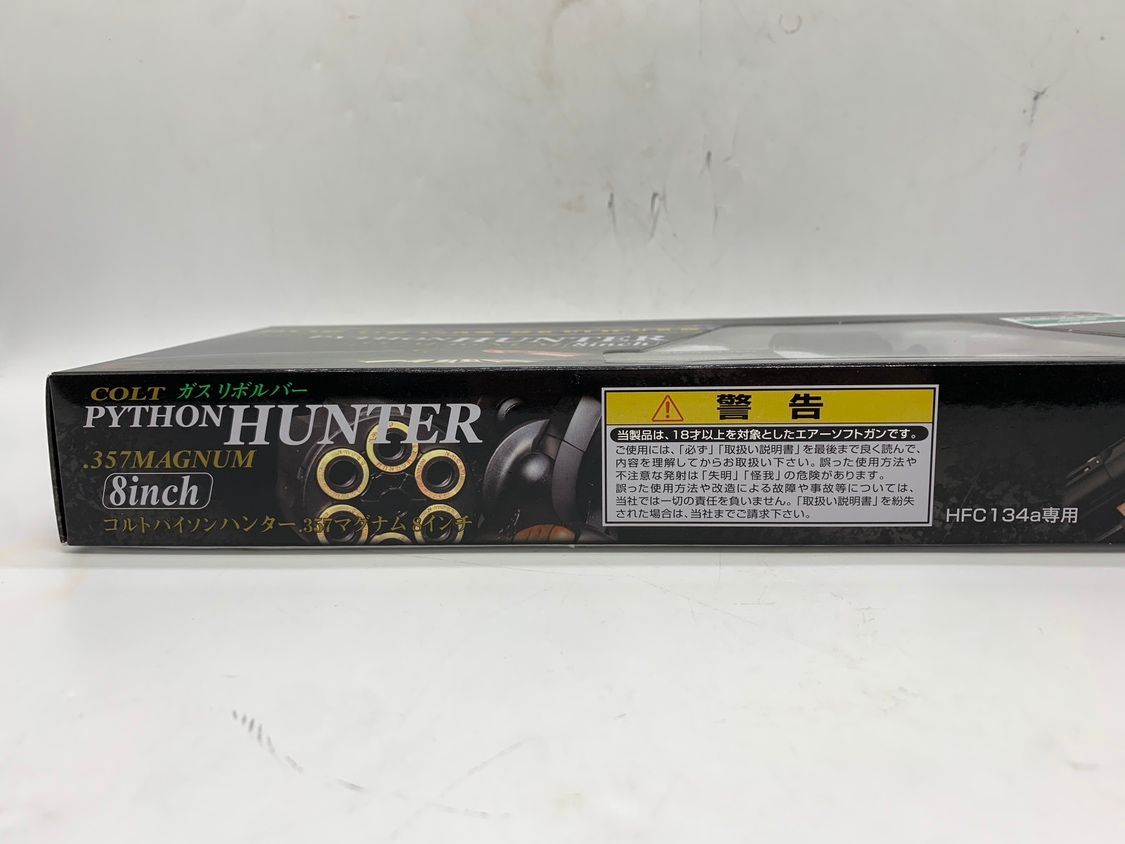 PYTHON HUNTER
COLT ガス リボルバー
PYTHON HUNTER
.357MAGNUM
8inch
コルトパイソン ハンター .357マグナム 8インチ
警告
当製品は、18才以上を対象としたエアーソフトガンです。
ご使用には、「必ず」「取扱い説明書」を最後まで良く読んで、
内容を理解してからお取扱い下さい。誤った使用方法や
不注意な発射は「失明」「怪我」の危険があります。
誤った使用方法や改造による故障や事故等については、
当社では一切の責任を負いません。「取扱い説明書」を紛失
された場合は、当社までご請求下さい。
HFC134a専用